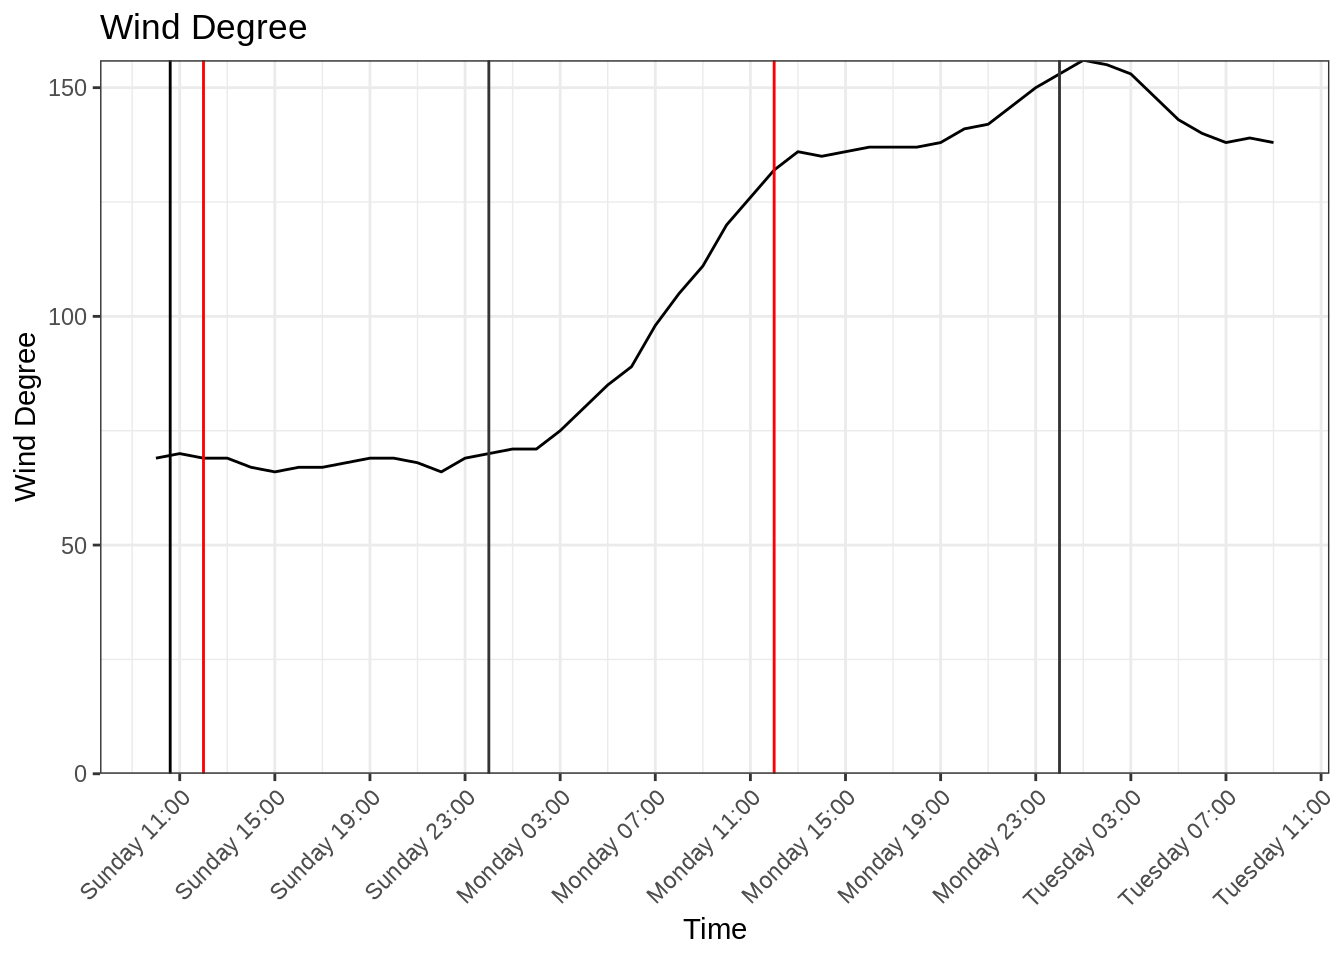 Wind Degree
Wind Degree
150
100
50
0
Sunday 11:00
Sunday 15:00
Sunday 19:00
Sunday 23:00
Monday 03:00
Monday 07:00
Monday 11:00
Monday 15:00
Monday 19:00
Monday 23:00
Tuesday 03:00
Tuesday 07:00
Tuesday 11:00
Time